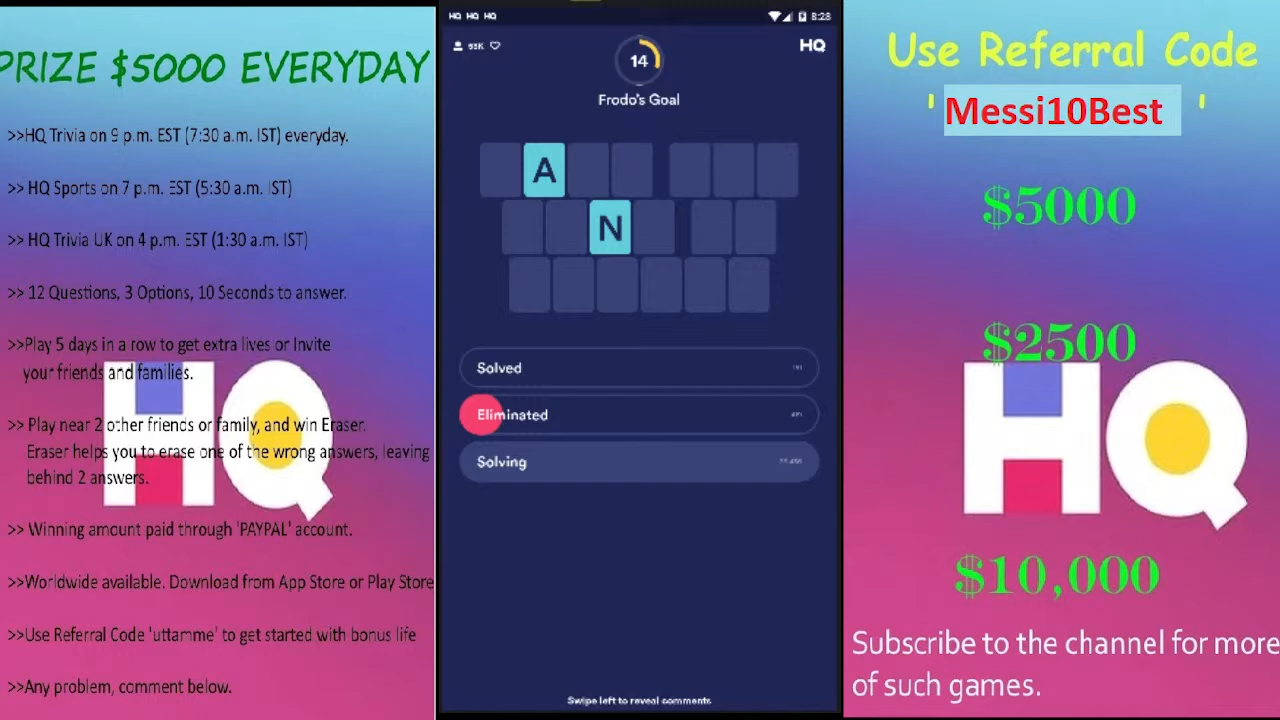 PRIZE $5000 EVERYDAY
>>HQ Trivia on 9 p.m. EST (7:30 a.m. IST) everyday.
>> HQ Sports on 7 p.m. EST (5:30 a.m. IST)
>> HQ Trivia UK on 4 p.m. EST (1:30 a.m. IST)
>> 12 Questions, 3 Options, 10 Seconds to answer.
>>Play 5 days in a row to get extra lives or Invite
your friends and families.
>> Play near 2 other friends or family, and win Eraser.
Eraser helps you to erase one of the wrong answers, leaving
behind 2 answers.
>> Winning amount paid through 'PAYPAL' account.
>>Worldwide available. Download from App Store or Play Store
>>Use Referral Code 'uttamme' to get started with bonus life
>>Any problem, comment below.
HQ
HQ HQ HQ
8:28
HQ
14
Frodo's Goal
A
N
Solved
Eliminated
Solving
Swipe left to reveal comments
Use Referral Code
' Messi10Best '
$5000
$2500
HQ
$10,000
Subscribe to the channel for more
of such games.